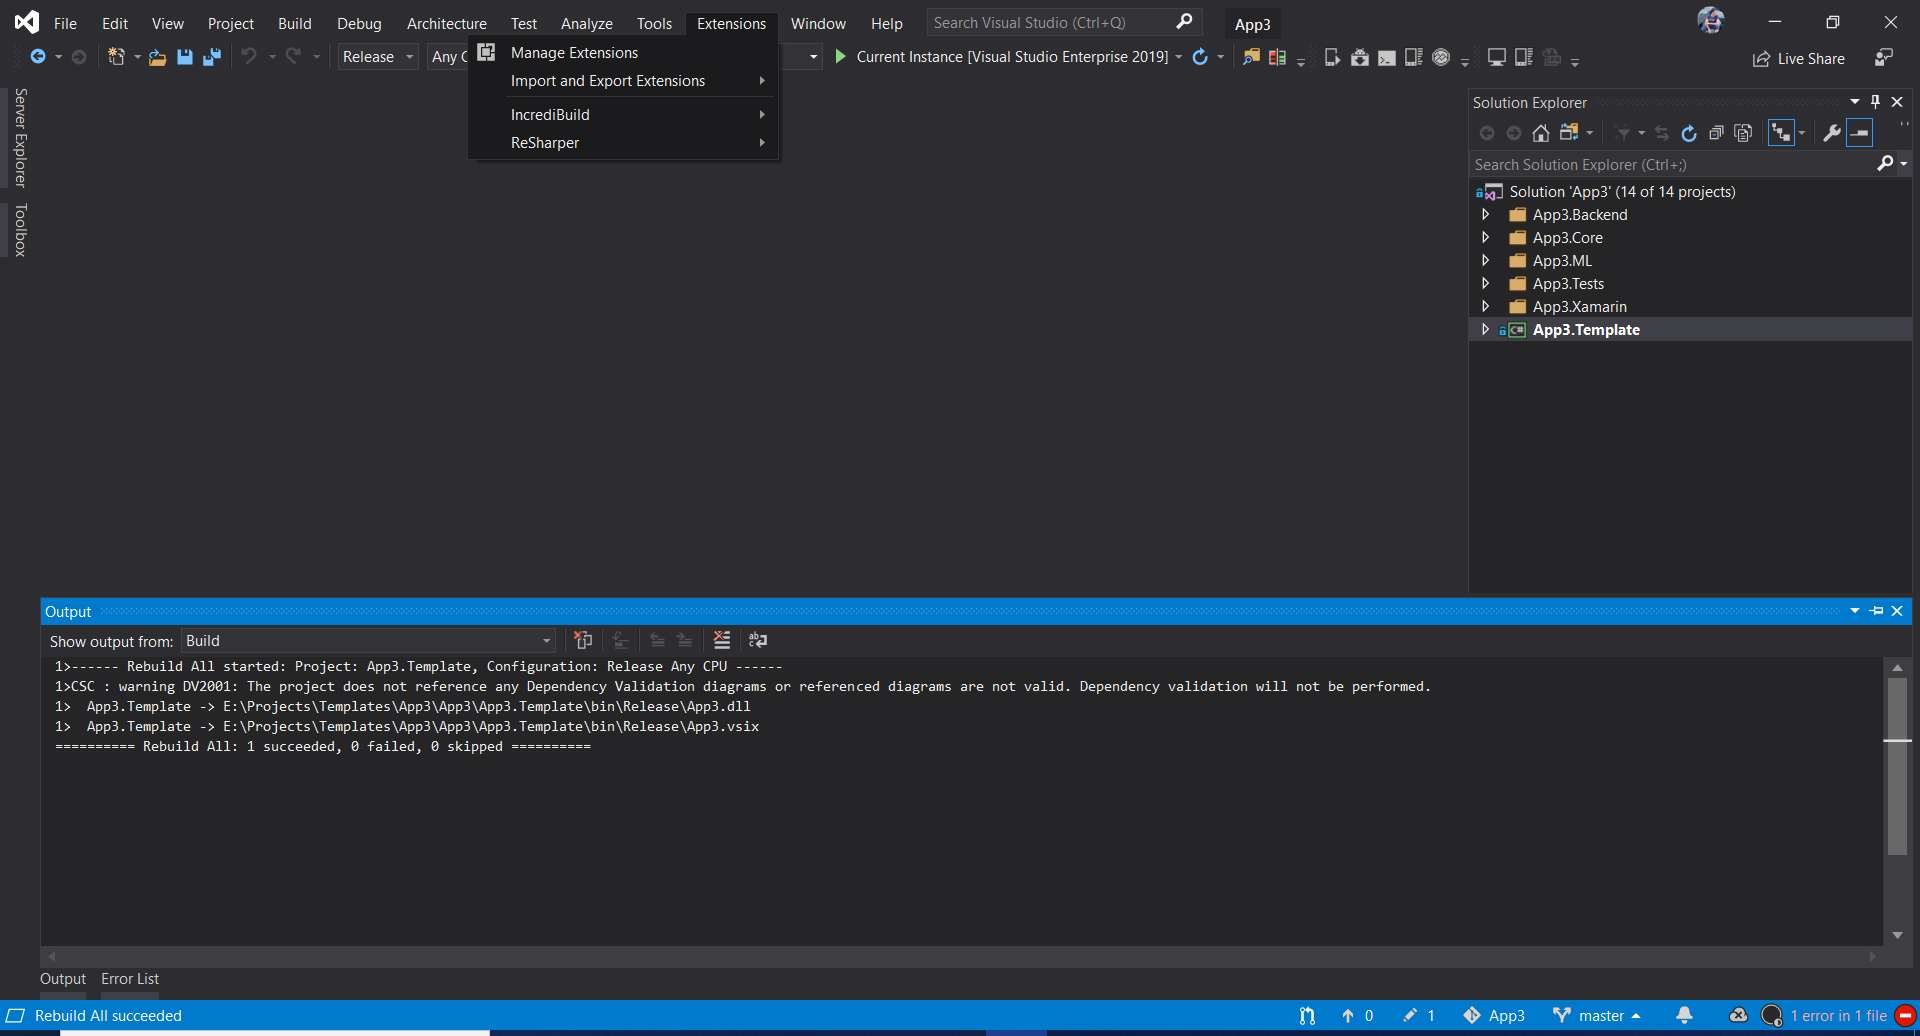 File Edit View Project Build Debug Architecture Test Analyze Tools Extensions Window Help Search Visual Studio (Ctrl+Q) App3
Release Any C Current Instance [Visual Studio Enterprise 2019] Live Share
Manage Extensions
Import and Export Extensions
IncrediBuild
ReSharper
Server Explorer
Toolbox
Solution Explorer
Search Solution Explorer (Ctrl+;)
Solution 'App3' (14 of 14 projects)
App3.Backend
App3.Core
App3.ML
App3.Tests
App3.Xamarin
C# App3.Template
Output
Show output from: Build
1>------ Rebuild All started: Project: App3.Template, Configuration: Release Any CPU ------
1>CSC : warning DV2001: The project does not reference any Dependency Validation diagrams or referenced diagrams are not valid. Dependency validation will not be performed.
1>  App3.Template -> E:\Projects\Templates\App3\App3\App3.Template\bin\Release\App3.dll
1>  App3.Template -> E:\Projects\Templates\App3\App3\App3.Template\bin\Release\App3.vsix
========== Rebuild All: 1 succeeded, 0 failed, 0 skipped ==========
Output Error List
Rebuild All succeeded 0 1 App3 master 1 error in 1 file